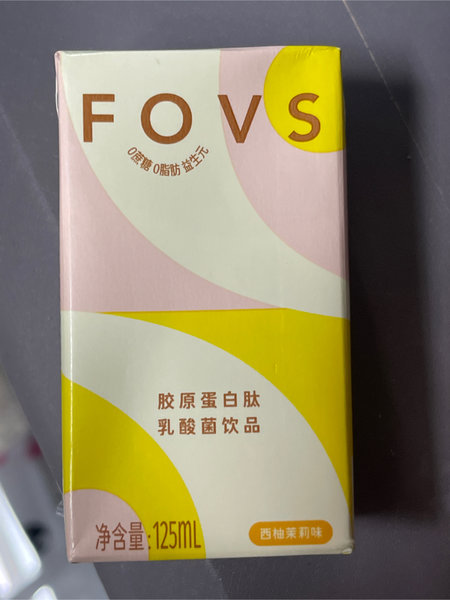 FOVS
0蔗糖 0脂肪 益生元
胶原蛋白肽
乳酸菌饮品
净含量:125mL
西柚茉莉味